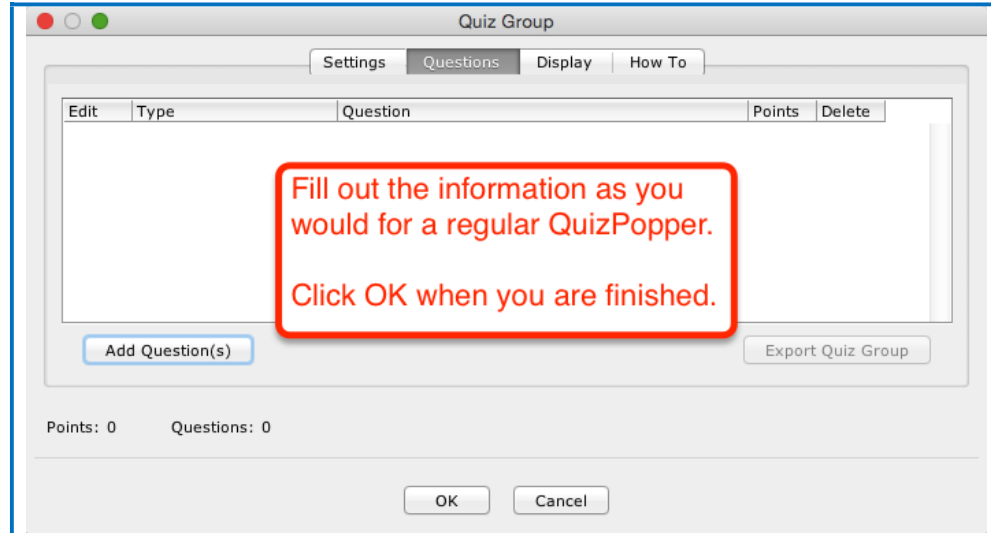 Quiz Group
Settings Questions Display How To
Edit Type Question Points Delete
Fill out the information as you
would for a regular QuizPopper.
Click OK when you are finished.
Add Question(s) Export Quiz Group
Points: 0 Questions: 0
OK Cancel